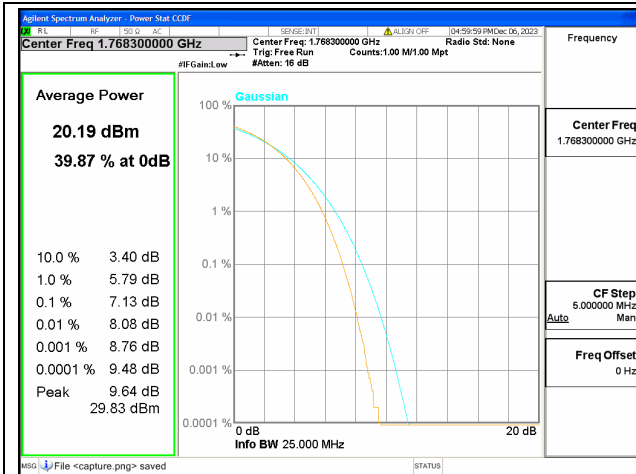 Agilent Spectrum Analyzer - Power Stat CCDF
RL RF 50 Ω AC SENSE:INT ALIGN OFF 04:59:59 PM Dec 06, 2023
Center Freq 1.768300000 GHz
Center Freq: 1.768300000 GHz Radio Std: None
Trig: Free Run Counts:1.00 M/1.00 Mpt
#IFGain:Low #Atten: 16 dB
Frequency
Average Power
20.19 dBm
39.87 % at 0dB
10.0 % 3.40 dB
1.0 % 5.79 dB
0.1 % 7.13 dB
0.01 % 8.08 dB
0.001 % 8.76 dB
0.0001 % 9.48 dB
Peak 9.64 dB
29.83 dBm
Gaussian
100 %
10 %
1 %
0.1 %
0.01 %
0.001 %
0.0001 %
0 dB 20 dB
Info BW 25.000 MHz
Center Freq
1.768300000 GHz
CF Step
5.000000 MHz
Auto Man
Freq Offset
0 Hz
MSG File <capture.png> saved STATUS